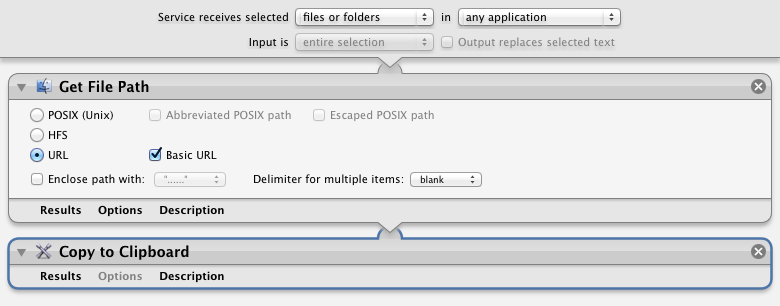 Service receives selected files or folders in any application
Input is entire selection Output replaces selected text
Get File Path
POSIX (Unix) Abbreviated POSIX path Escaped POSIX path
HFS
URL Basic URL
Enclose path with: "......" Delimiter for multiple items: blank
Results Options Description
Copy to Clipboard
Results Options Description